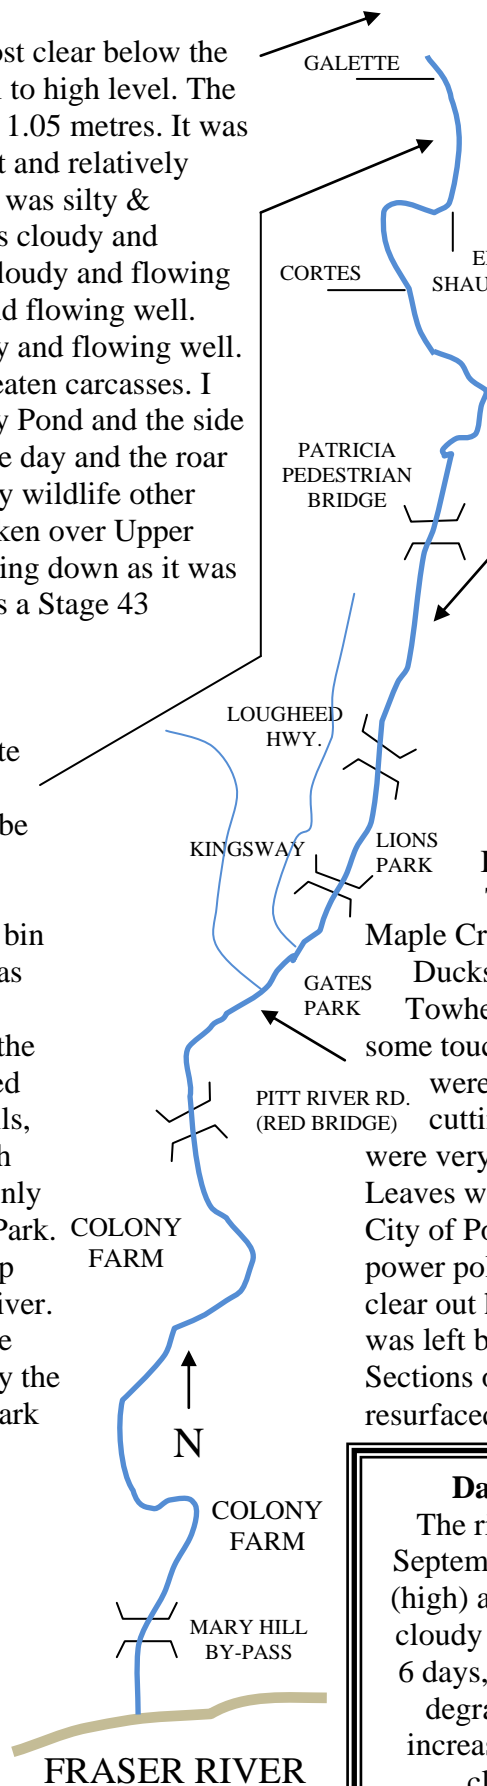 ost clear below the
to high level. The
1.05 metres. It was
t and relatively
was silty &
s cloudy and
loudy and flowing
d flowing well.
y and flowing well.
eaten carcasses. I
y Pond and the side
e day and the roar
y wildlife other
ken over Upper
ing down as it was
s a Stage 43
te
be
bin
as
the
ed
ls,
h
nly
Park.
p
iver.
e
y the
ark
GALETTE
CORTES
E
SHAU
PATRICIA
PEDESTRIAN
BRIDGE
LOUGHEED
HWY.
KINGSWAY
LIONS
PARK
GATES
PARK
PITT RIVER RD.
(RED BRIDGE)
COLONY
FARM
N
COLONY
FARM
MARY HILL
BY-PASS
FRASER RIVER
Maple Cr
Ducks
Towhe
some touc
were
cuttin
were very
Leaves w
City of Po
power pol
clear out l
was left b
Sections o
resurfaced
Da
The ri
Septem
(high) a
cloudy
6 days,
degra
increas
cl